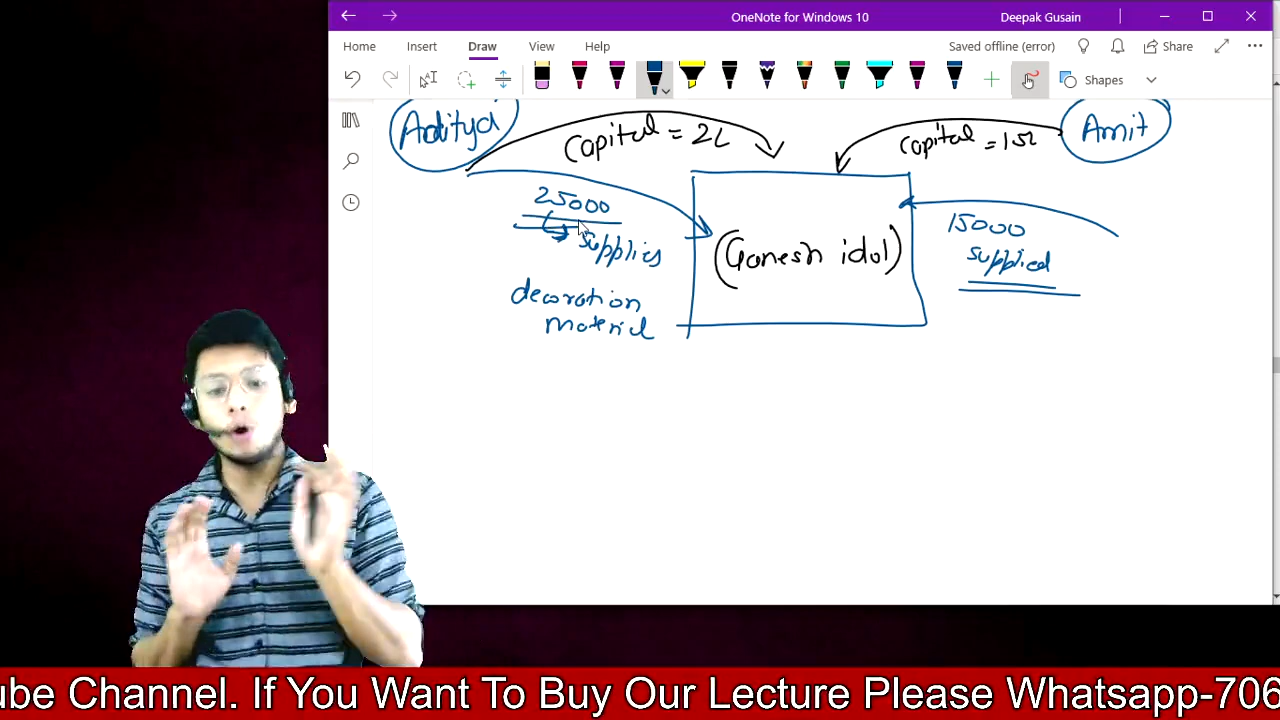 OneNote for Windows 10
Deepak Gusain
Home
Insert
Draw
View
Help
Saved offline (error)
Share
Shapes
Aditya
Capital = 2L
Capital = 1.5L
Amit
25000
supplies
decoration
material
(Ganesh idol)
15000
supplied
ube Channel. If You Want To Buy Our Lecture Please Whatsapp-706